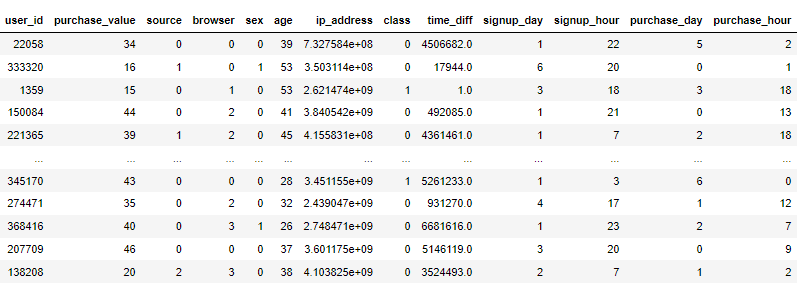 user_id purchase_value source browser sex age ip_address class time_diff signup_day signup_hour purchase_day purchase_hour
22058 34 0 0 0 39 7.327584e+08 0 4506682.0 1 22 5 2
333320 16 1 0 1 53 3.503114e+08 0 17944.0 6 20 0 1
1359 15 0 1 0 53 2.621474e+09 1 1.0 3 18 3 18
150084 44 0 2 0 41 3.840542e+09 0 492085.0 1 21 0 13
221365 39 1 2 0 45 4.155831e+08 0 4361461.0 1 7 2 18
... ... ... ... ... ... ... ... ... ... ... ... ...
345170 43 0 0 0 28 3.451155e+09 1 5261233.0 1 3 6 0
274471 35 0 2 0 32 2.439047e+09 0 931270.0 4 17 1 12
368416 40 0 3 1 26 2.748471e+09 0 6681616.0 1 23 2 7
207709 46 0 0 0 37 3.601175e+09 0 5146119.0 3 20 0 9
138208 20 2 3 0 38 4.103825e+09 0 3524493.0 2 7 1 2